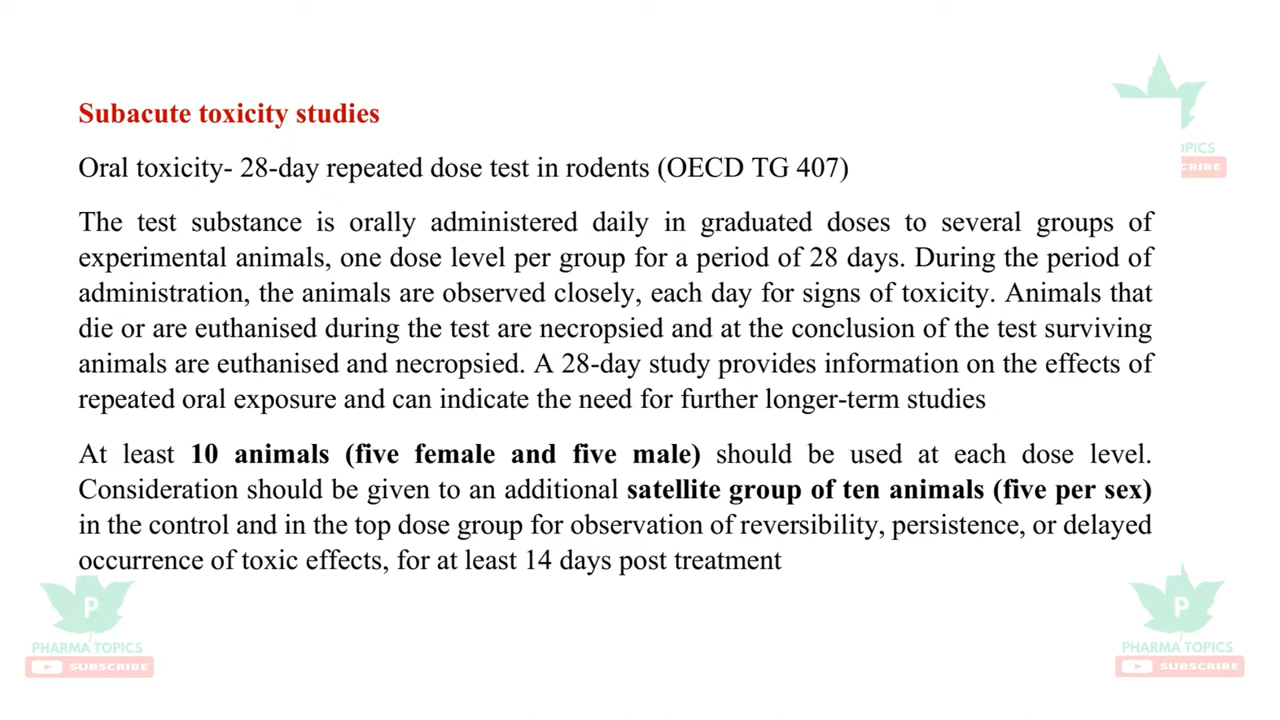 Subacute toxicity studies
Oral toxicity- 28-day repeated dose test in rodents (OECD TG 407)
The test substance is orally administered daily in graduated doses to several groups of
experimental animals, one dose level per group for a period of 28 days. During the period of
administration, the animals are observed closely, each day for signs of toxicity. Animals that
die or are euthanised during the test are necropsied and at the conclusion of the test surviving
animals are euthanised and necropsied. A 28-day study provides information on the effects of
repeated oral exposure and can indicate the need for further longer-term studies
At least 10 animals (five female and five male) should be used at each dose level.
Consideration should be given to an additional satellite group of ten animals (five per sex)
in the control and in the top dose group for observation of reversibility, persistence, or delayed
occurrence of toxic effects, for at least 14 days post treatment
OPICS
CRIBE
P
PHARMA TOPICS
SUBSCRIBE
P
PHARMA TOPICS
SUBSCRIBE